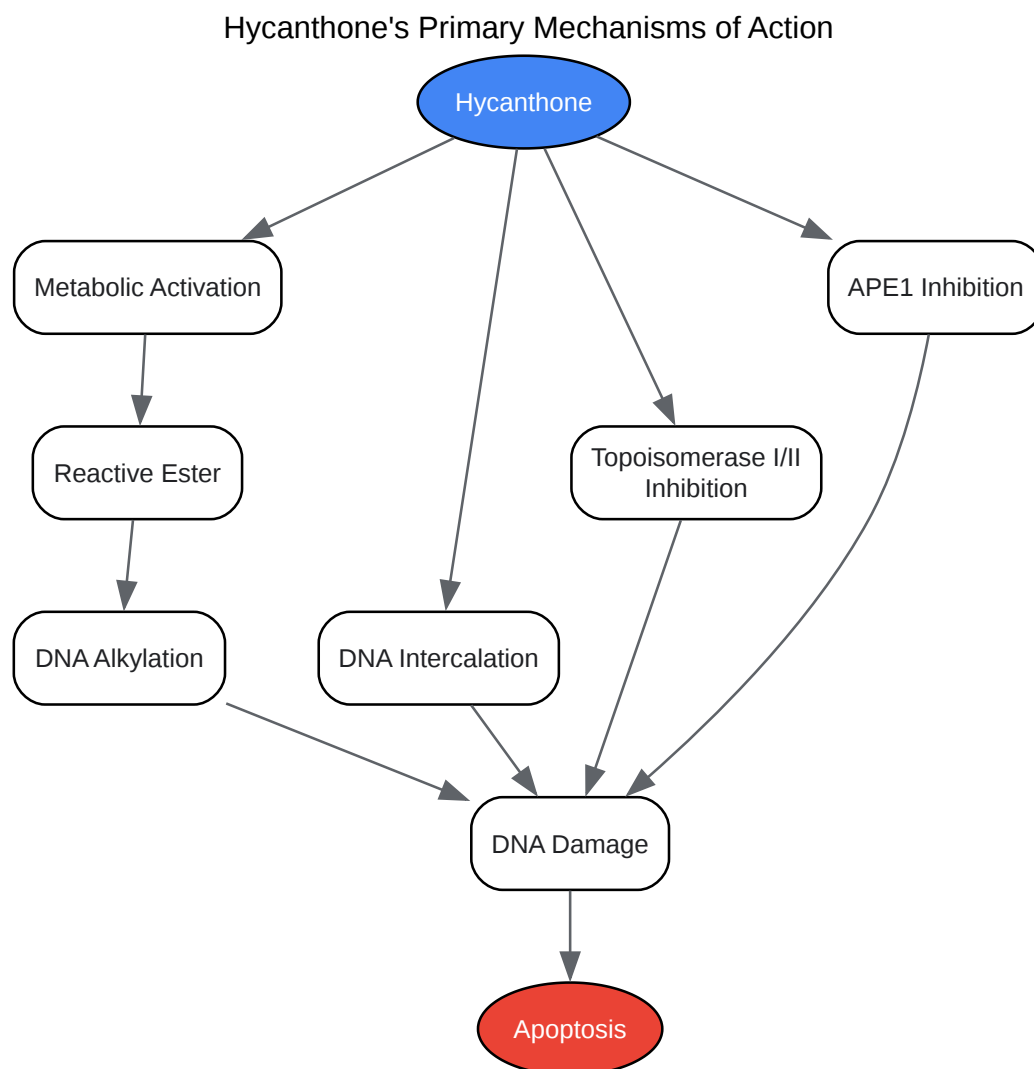 Hycanthone's Primary Mechanisms of Action
Hycanthone
Metabolic Activation
APE1 Inhibition
Reactive Ester
Topoisomerase I/II
Inhibition
DNA Alkylation
DNA Intercalation
DNA Damage
Apoptosis